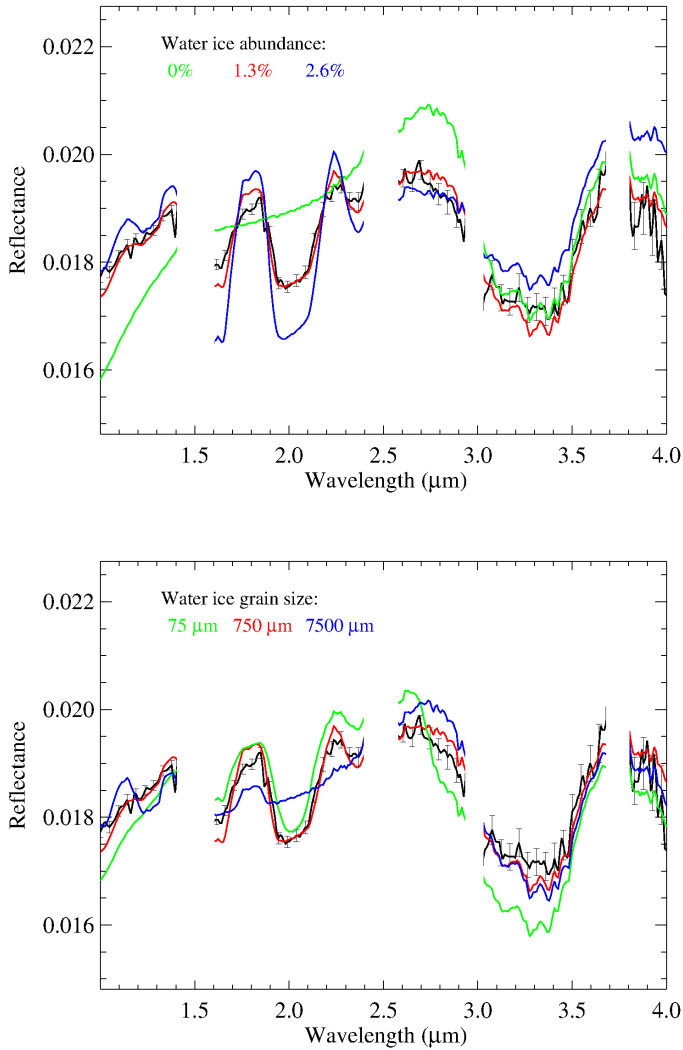 Water ice abundance:
0% 1.3% 2.6%
0.022
0.020
0.018
0.016
Reflectance
1.5 2.0 2.5 3.0 3.5 4.0
Wavelength (μm)
Water ice grain size:
75 μm 750 μm 7500 μm
0.022
0.020
0.018
0.016
Reflectance
1.5 2.0 2.5 3.0 3.5 4.0
Wavelength (μm)